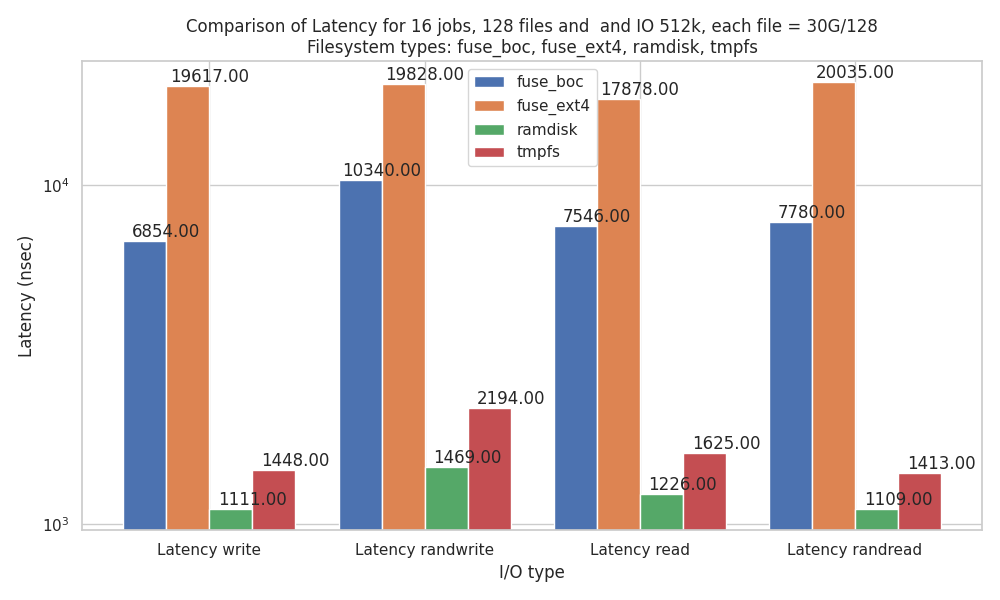 Comparison of Latency for 16 jobs, 128 files and  and IO 512k, each file = 30G/128
Filesystem types: fuse_boc, fuse_ext4, ramdisk, tmpfs
fuse_boc
fuse_ext4
ramdisk
tmpfs
Latency (nsec)
10⁴
10³
6854.00
19617.00
1111.00
1448.00
10340.00
19828.00
1469.00
2194.00
7546.00
17878.00
1226.00
1625.00
7780.00
20035.00
1109.00
1413.00
Latency write
Latency randwrite
Latency read
Latency randread
I/O type